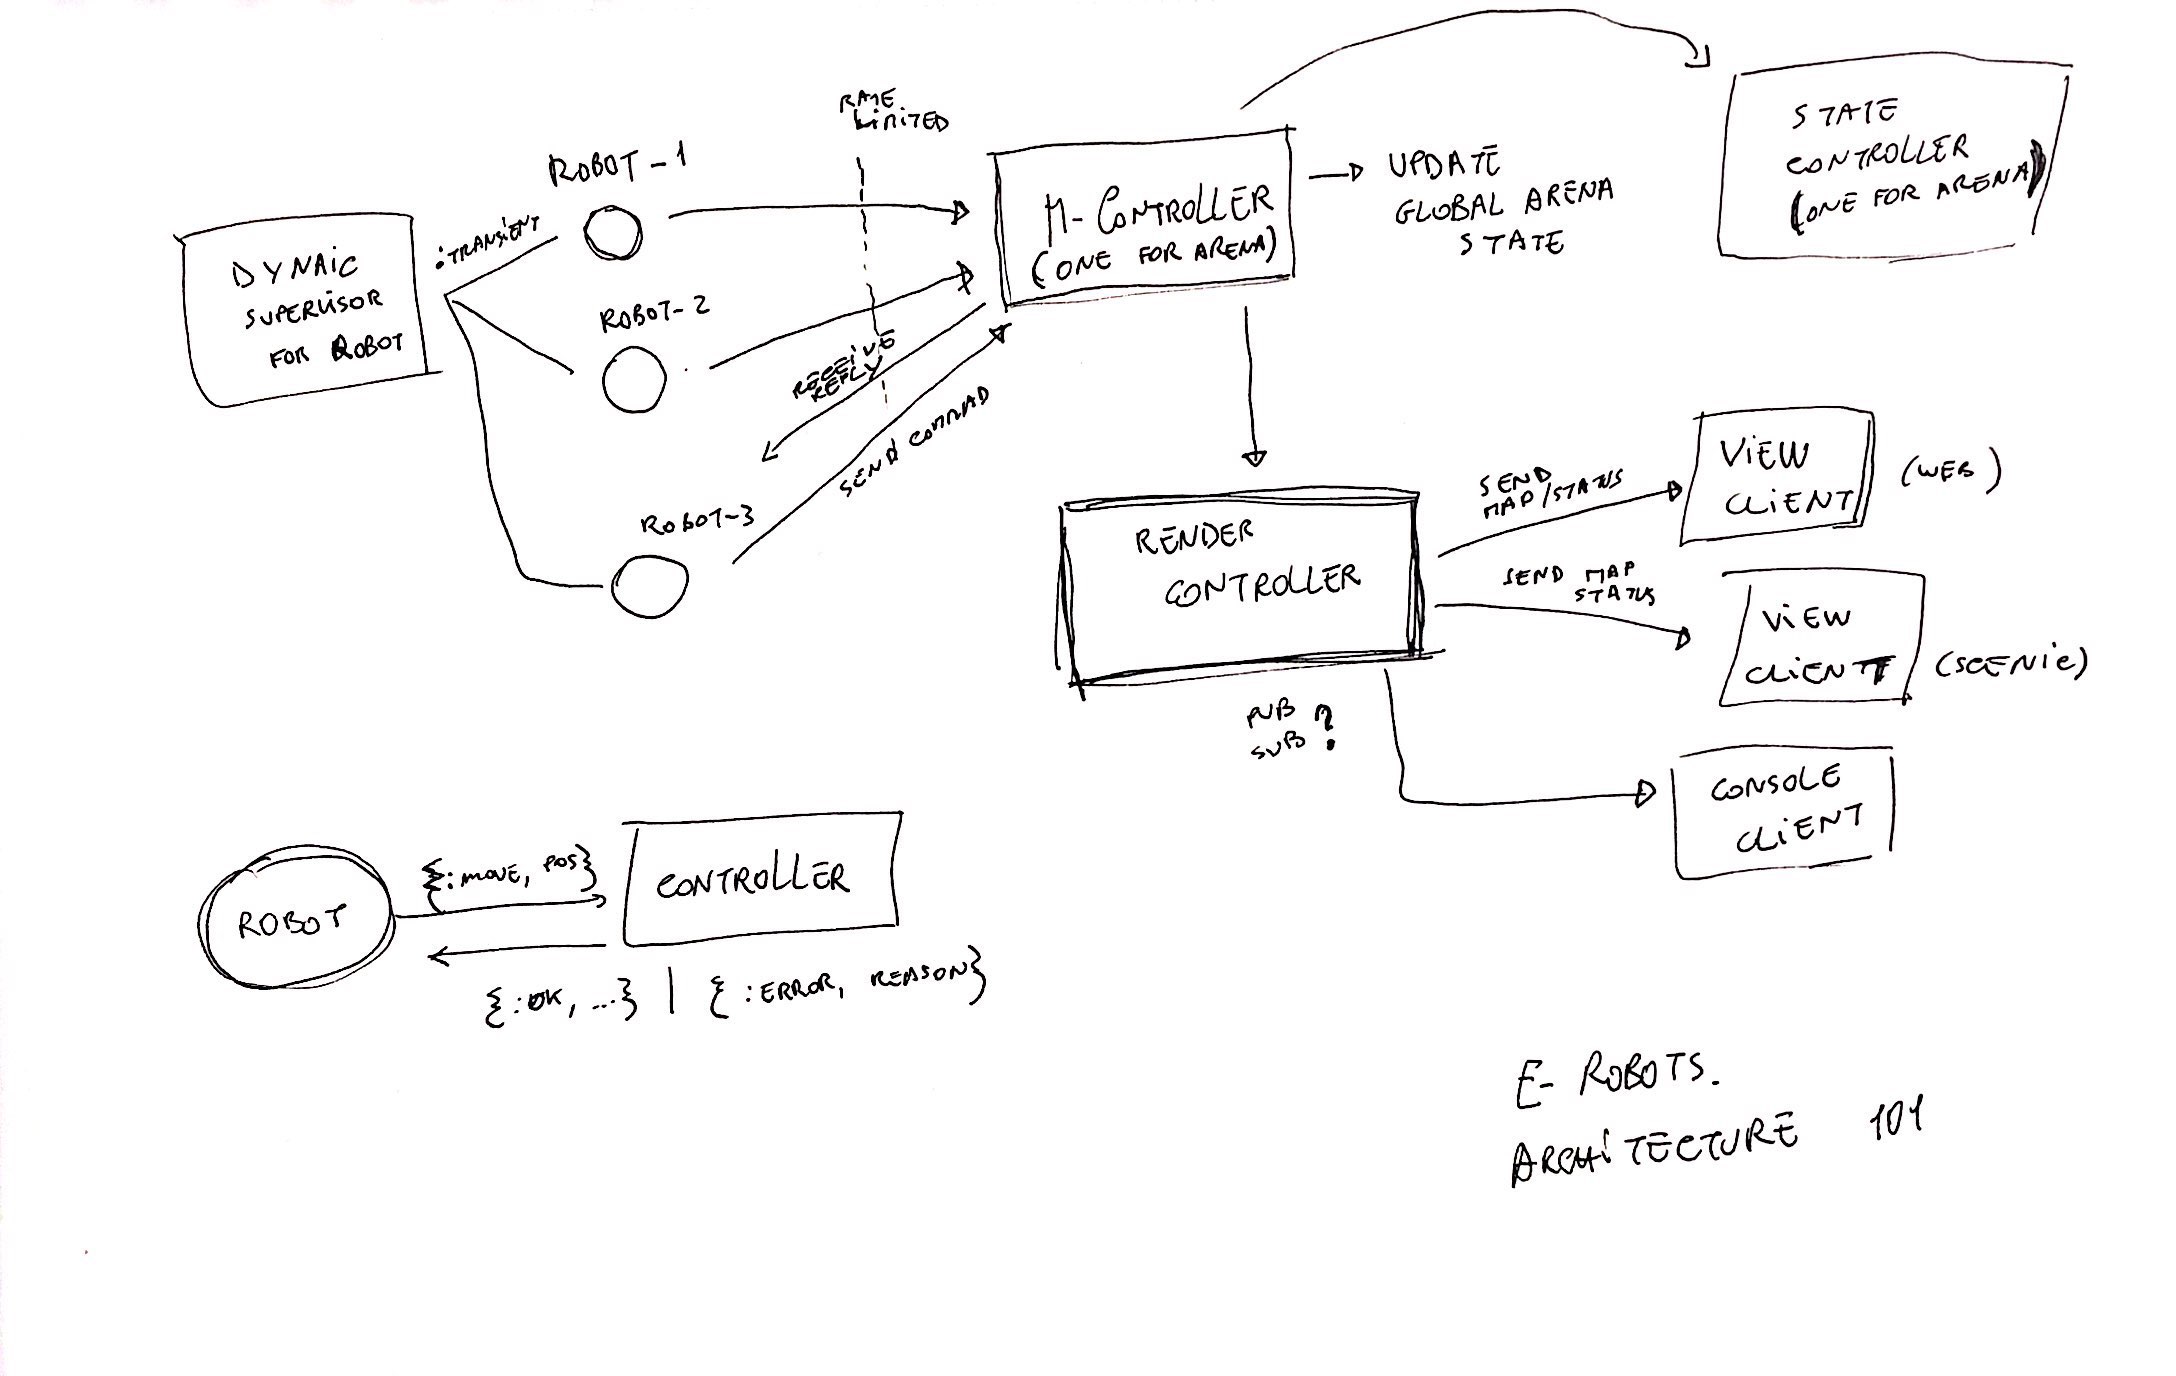 RATE
LIMITED
ROBOT-1
:TRANSIENT
DYNAIC
SUPERVISOR
FOR ROBOT
ROBOT-2
ROBOT-3
RECEIVE
REPLY
SEND COMMAD
M-CONTROLLER
(ONE FOR ARENA)
UPDATE
GLOBAL ARENA
STATE
STATE
CONTROLLER
(ONE FOR ARENA)
RENDER
CONTROLLER
PUB
SUB?
SEND
MAP/STATUS
VIEW
CLIENT
(WEB)
SEND MAP
STATUS
VIEW
CLIENT
(SCENIC)
CONSOLE
CLIENT
ROBOT
{:MOVE, POS}
CONTROLLER
{:OK, ...} | {:ERROR, REASON}
E-ROBOTS.
ARCHITECTURE 101